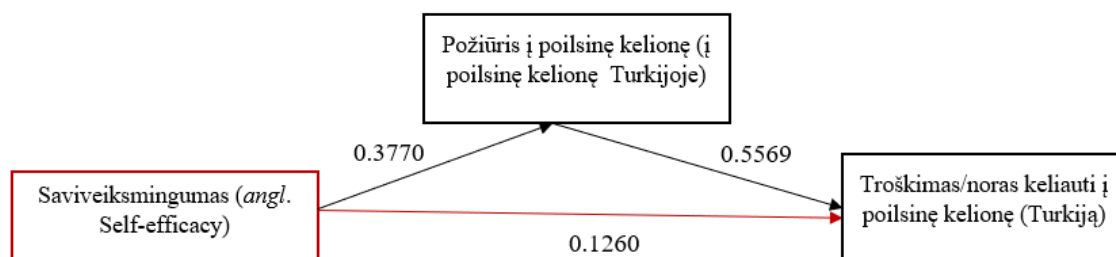 Požiūris į poilsinę kelionę (į
poilsinę kelionę Turkijoje)
0.3770
0.5569
Saviveiksmingumas (angl.
Self-efficacy)
Troškimas/noras keliauti į
poilsinę kelionę (Turkiją)
0.1260